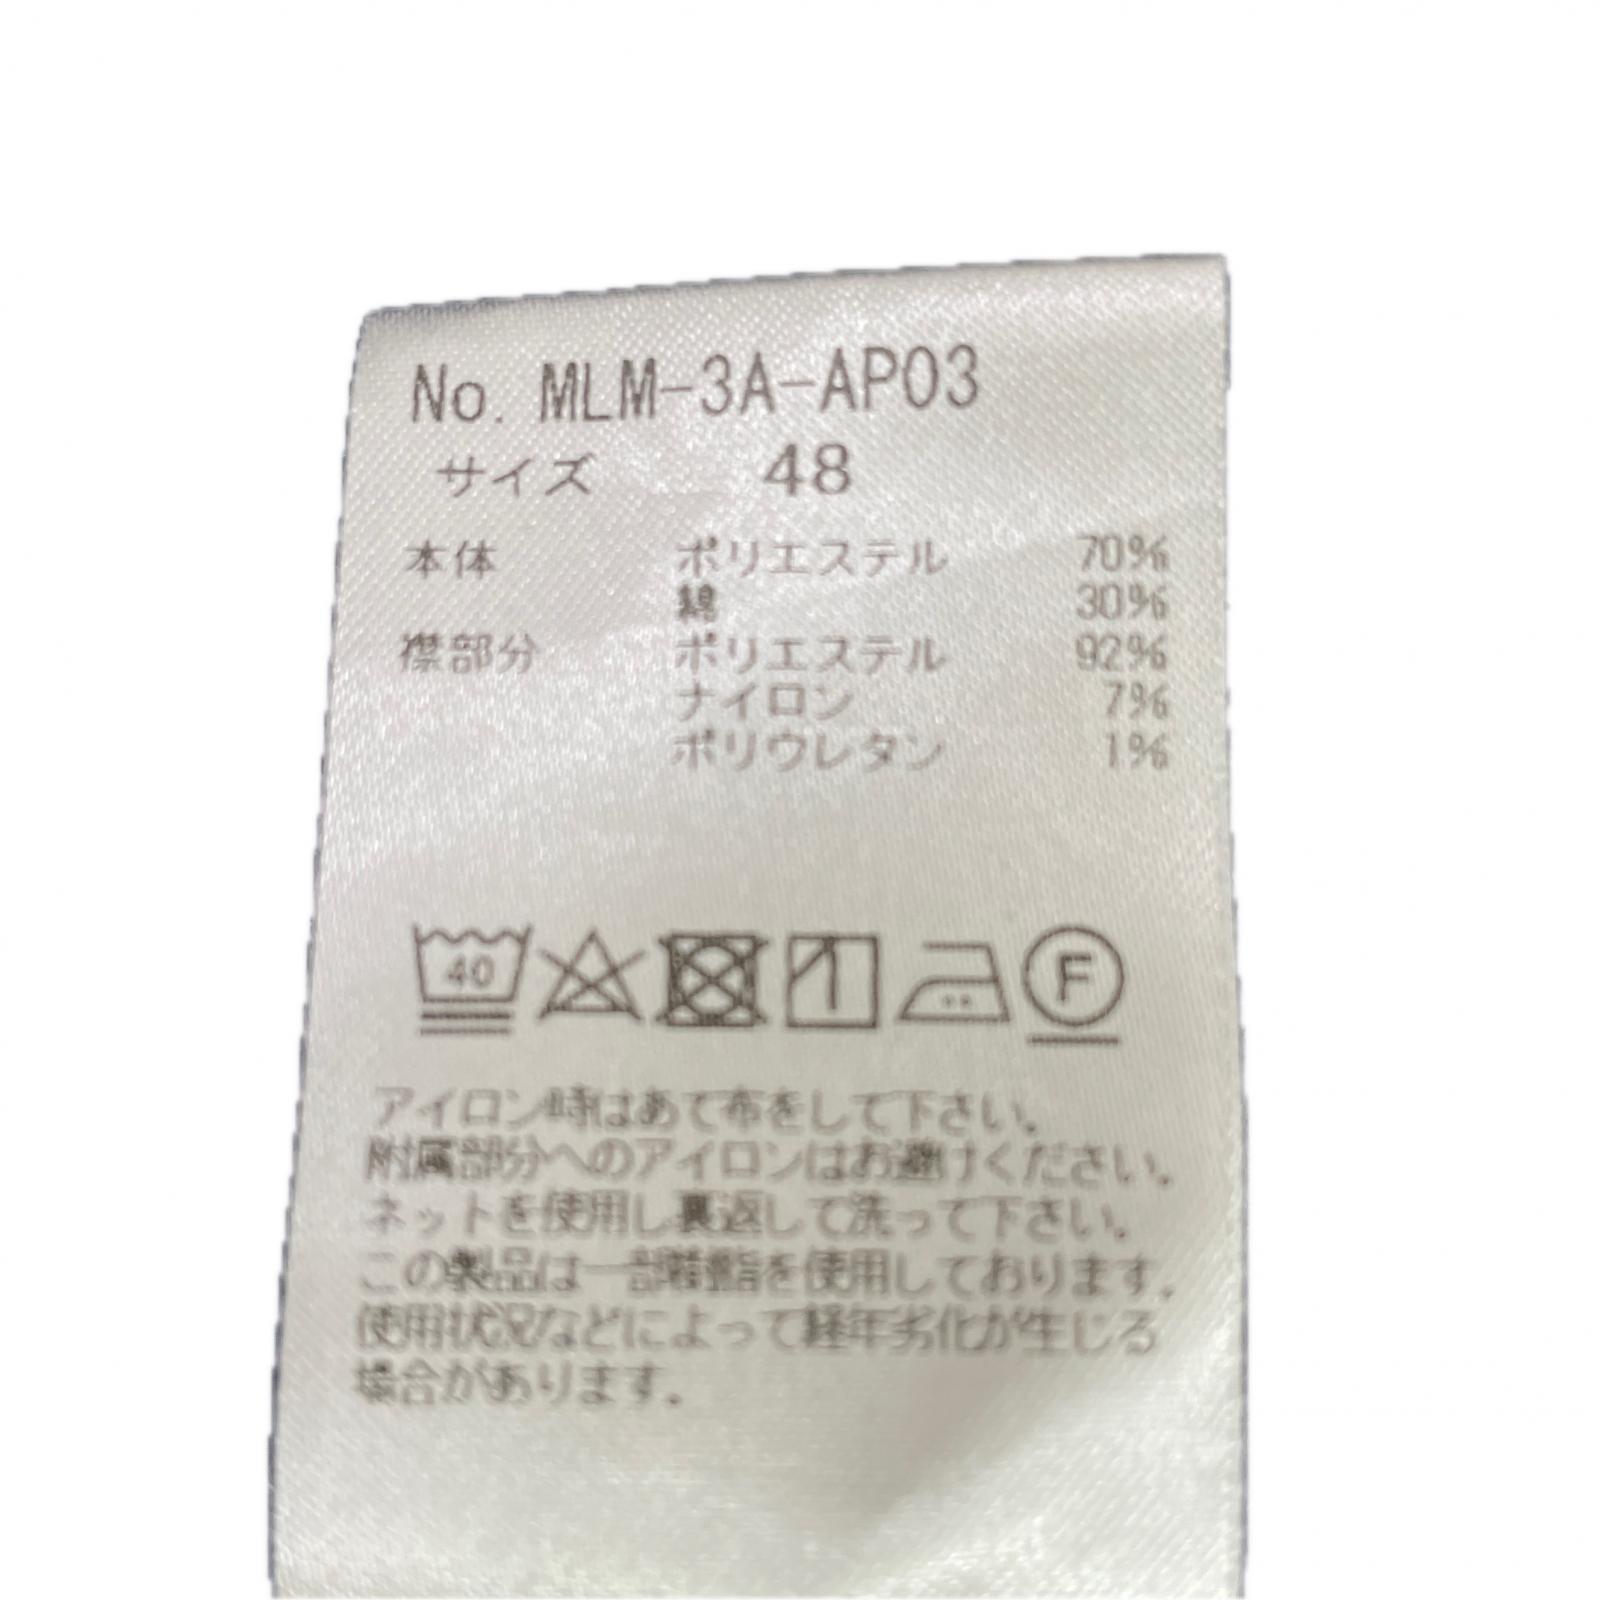 No. MLM-3A-AP03
サイズ 48
本体 ポリエステル 70%
綿 30%
襟部分 ポリエステル 92%
ナイロン 7%
ポリウレタン 1%
40 F
アイロン時はあて布をして下さい。
附属部分へのアイロンはお避けください。
ネットを使用し裏返して洗って下さい。
この製品は一部樹脂を使用しております。
使用状況などによって経年劣化が生じる
場合があります。